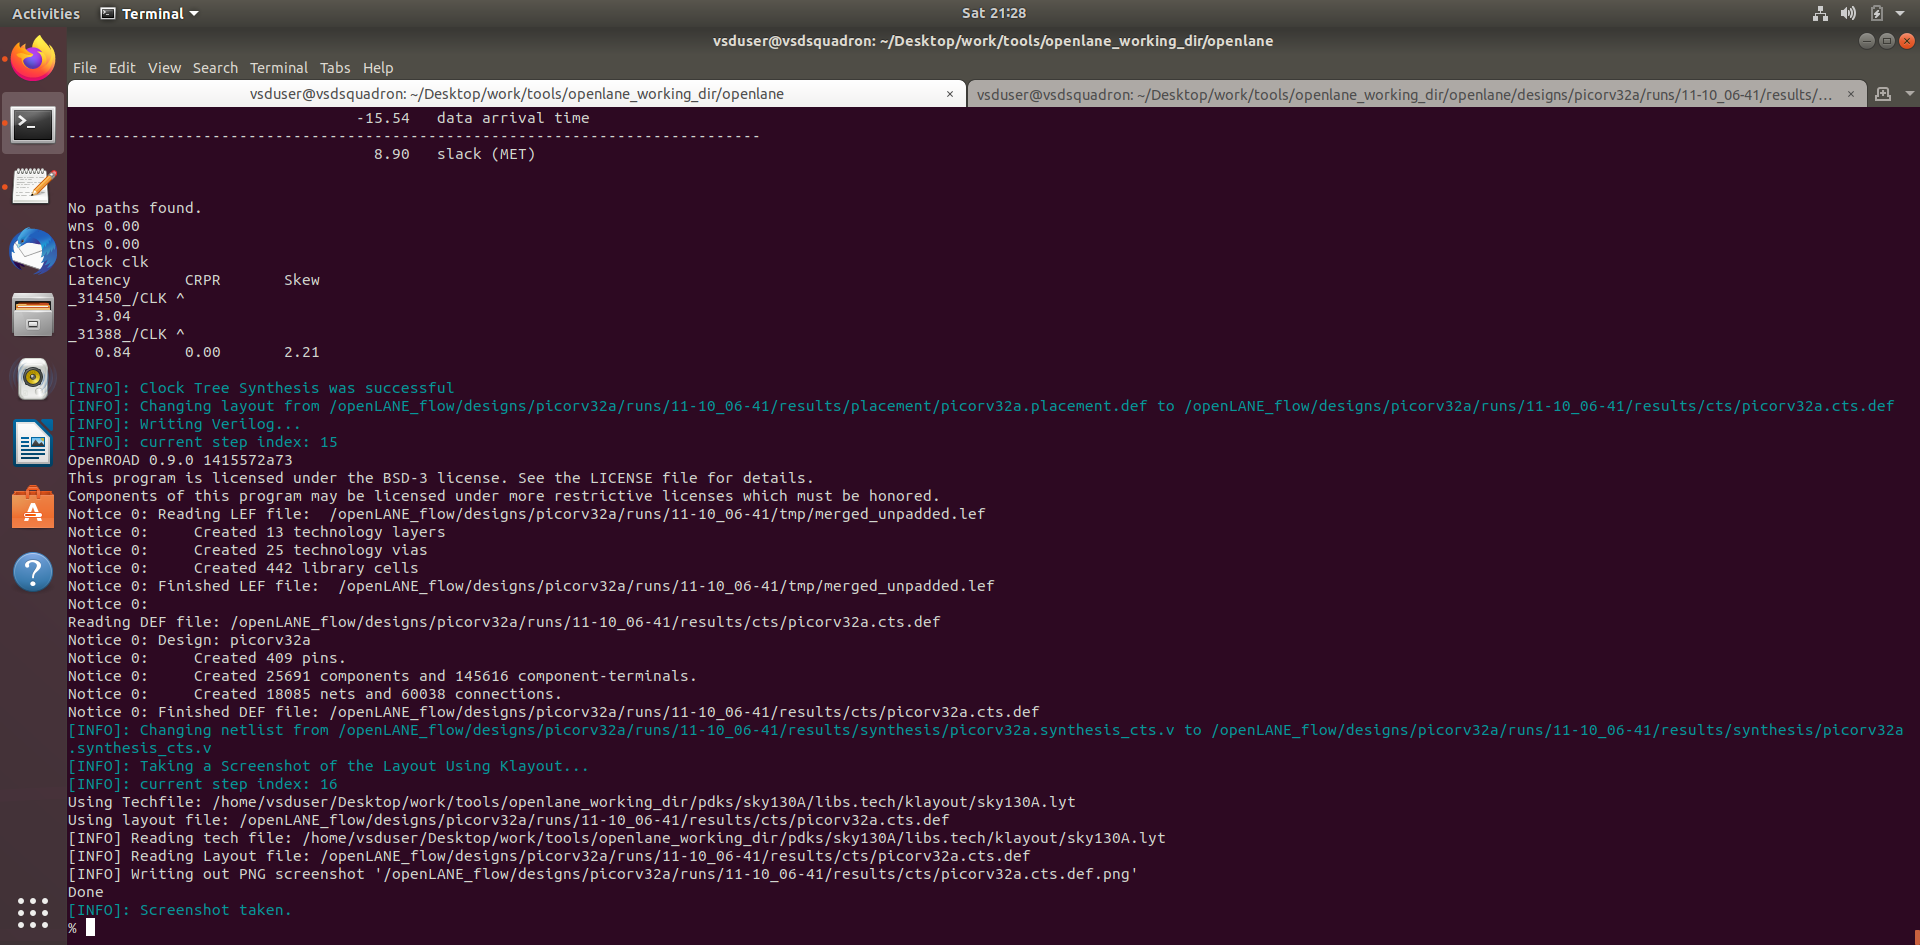 Activities Terminal Sat 21:28
vsduser@vsdsquadron: ~/Desktop/work/tools/openlane_working_dir/openlane
File Edit View Search Terminal Tabs Help
vsduser@vsdsquadron: ~/Desktop/work/tools/openlane_working_dir/openlane × vsduser@vsdsquadron: ~/Desktop/work/tools/openlane_working_dir/openlane/designs/picorv32a/runs/11-10_06-41/results/... ×
-15.54 data arrival time
-----------------------------------------------------------------------------
8.90 slack (MET)
No paths found.
wns 0.00
tns 0.00
Clock clk
Latency CRPR Skew
_31450_/CLK ^
3.04
_31388_/CLK ^
0.84 0.00 2.21
[INFO]: Clock Tree Synthesis was successful
[INFO]: Changing layout from /openLANE_flow/designs/picorv32a/runs/11-10_06-41/results/placement/picorv32a.placement.def to /openLANE_flow/designs/picorv32a/runs/11-10_06-41/results/cts/picorv32a.cts.def
[INFO]: Writing Verilog...
[INFO]: current step index: 15
OpenROAD 0.9.0 1415572a73
This program is licensed under the BSD-3 license. See the LICENSE file for details.
Components of this program may be licensed under more restrictive licenses which must be honored.
Notice 0: Reading LEF file:  /openLANE_flow/designs/picorv32a/runs/11-10_06-41/tmp/merged_unpadded.lef
Notice 0:     Created 13 technology layers
Notice 0:     Created 25 technology vias
Notice 0:     Created 442 library cells
Notice 0: Finished LEF file:  /openLANE_flow/designs/picorv32a/runs/11-10_06-41/tmp/merged_unpadded.lef
Notice 0:
Reading DEF file: /openLANE_flow/designs/picorv32a/runs/11-10_06-41/results/cts/picorv32a.cts.def
Notice 0: Design: picorv32a
Notice 0:     Created 409 pins.
Notice 0:     Created 25691 components and 145616 component-terminals.
Notice 0:     Created 18085 nets and 60038 connections.
Notice 0: Finished DEF file: /openLANE_flow/designs/picorv32a/runs/11-10_06-41/results/cts/picorv32a.cts.def
[INFO]: Changing netlist from /openLANE_flow/designs/picorv32a/runs/11-10_06-41/results/synthesis/picorv32a.synthesis_cts.v to /openLANE_flow/designs/picorv32a/runs/11-10_06-41/results/synthesis/picorv32a
.synthesis_cts.v
[INFO]: Taking a Screenshot of the Layout Using Klayout...
[INFO]: current step index: 16
Using Techfile: /home/vsduser/Desktop/work/tools/openlane_working_dir/pdks/sky130A/libs.tech/klayout/sky130A.lyt
Using layout file: /openLANE_flow/designs/picorv32a/runs/11-10_06-41/results/cts/picorv32a.cts.def
[INFO] Reading tech file: /home/vsduser/Desktop/work/tools/openlane_working_dir/pdks/sky130A/libs.tech/klayout/sky130A.lyt
[INFO] Reading Layout file: /openLANE_flow/designs/picorv32a/runs/11-10_06-41/results/cts/picorv32a.cts.def
[INFO] Writing out PNG screenshot '/openLANE_flow/designs/picorv32a/runs/11-10_06-41/results/cts/picorv32a.cts.def.png'
Done
[INFO]: Screenshot taken.
%